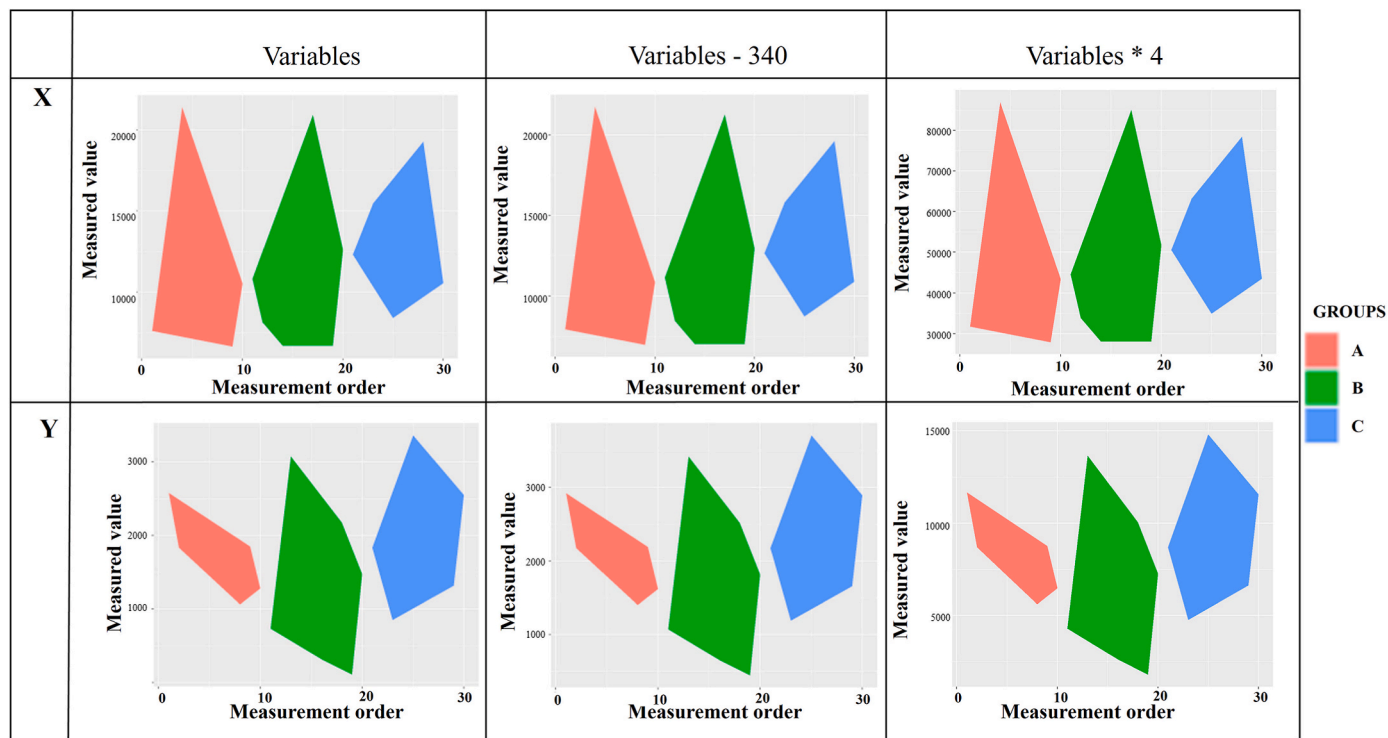 Variables
Variables - 340
Variables * 4
X
Measured value
20000
15000
10000
0
10
20
30
Measurement order
Measured value
20000
15000
10000
0
10
20
30
Measurement order
Measured value
80000
70000
60000
50000
40000
30000
0
10
20
30
Measurement order
GROUPS
A
B
C
Y
Measured value
3000
2000
1000
0
0
10
20
30
Measurement order
Measured value
3000
2000
1000
0
10
20
30
Measurement order
Measured value
15000
10000
5000
0
10
20
30
Measurement order